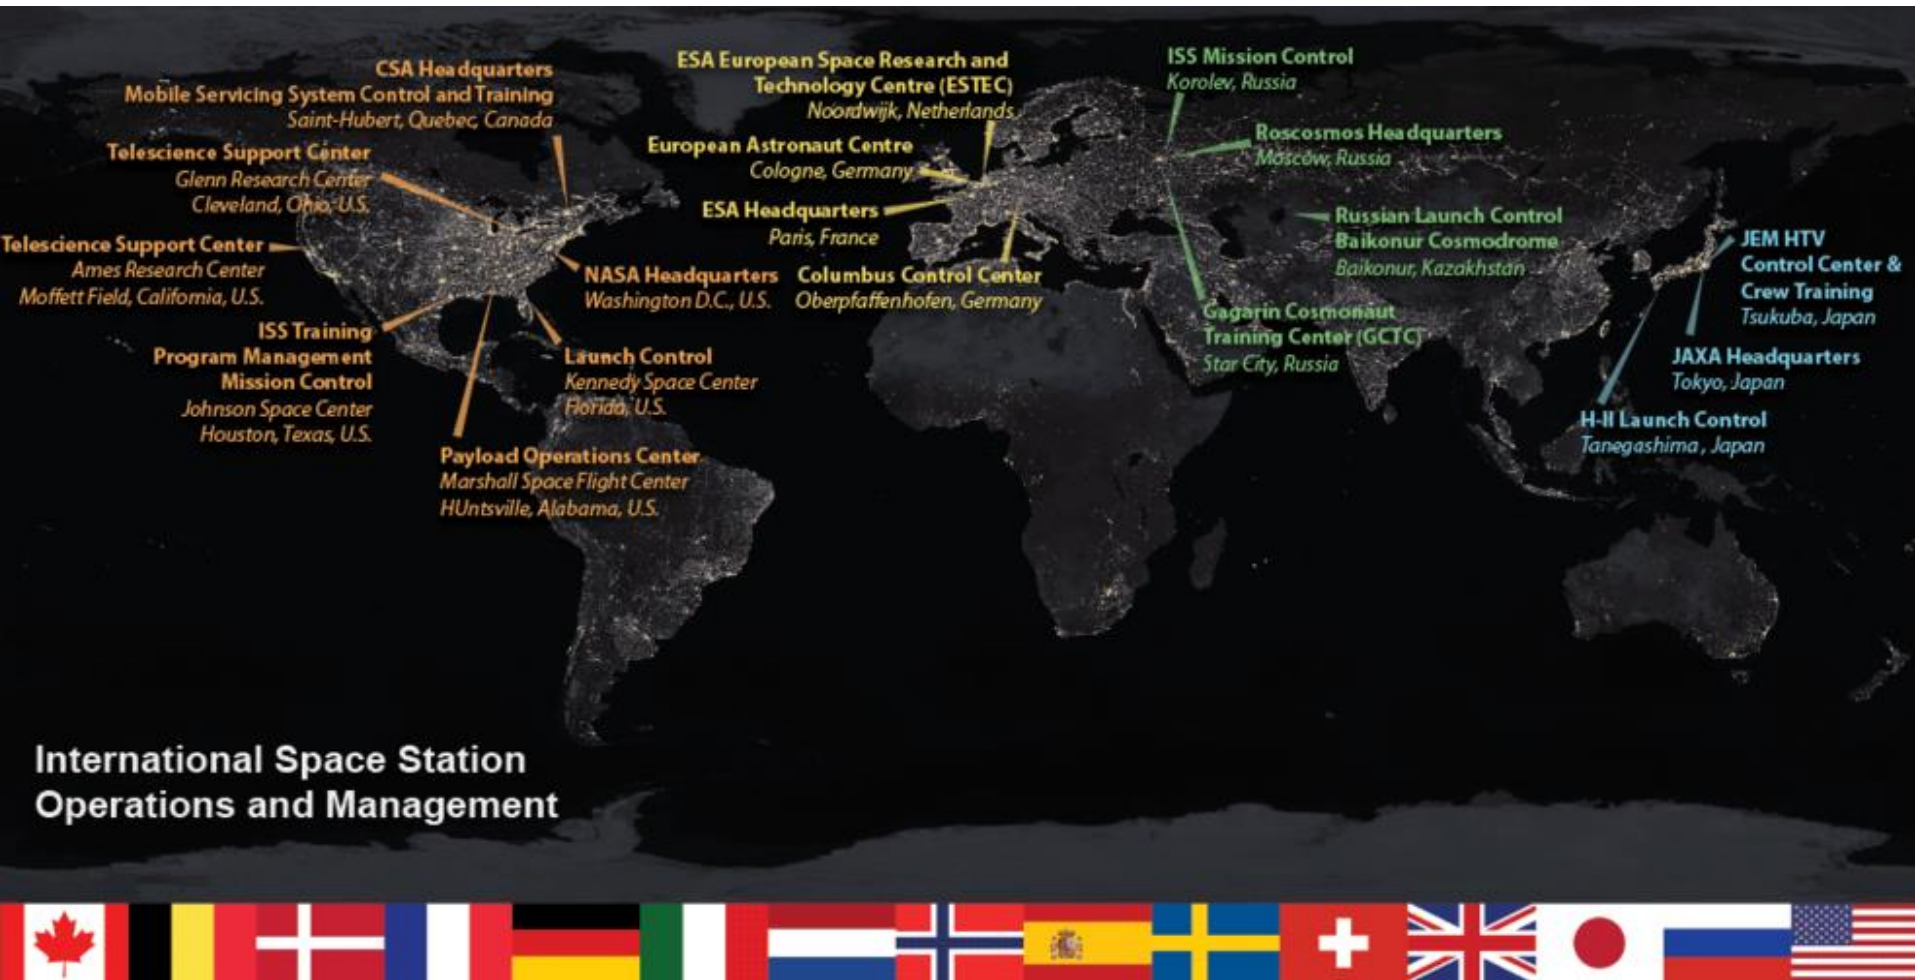 CSA Headquarters
Mobile Servicing System Control and Training
Saint-Hubert, Quebec, Canada
Telescience Support Center
Glenn Research Center
Cleveland, Ohio, U.S.
Telescience Support Center
Ames Research Center
Moffett Field, California, U.S.
ISS Training
Program Management
Mission Control
Johnson Space Center
Houston, Texas, U.S.
NASA Headquarters
Washington D.C., U.S.
Launch Control
Kennedy Space Center
Florida, U.S.
Payload Operations Center
Marshall Space Flight Center
HUntsville, Alabama, U.S.
ESA European Space Research and
Technology Centre (ESTEC)
Noordwijk, Netherlands
European Astronaut Centre
Cologne, Germany
ESA Headquarters
Paris, France
Columbus Control Center
Oberpfaffenhofen, Germany
ISS Mission Control
Korolev, Russia
Roscosmos Headquarters
Moscow, Russia
Russian Launch Control
Baikonur Cosmodrome
Baikonur, Kazakhstan
Gagarin Cosmonaut
Training Center (GCTC)
Star City, Russia
JEM HTV
Control Center &
Crew Training
Tsukuba, Japan
JAXA Headquarters
Tokyo, Japan
H-II Launch Control
Tanegashima, Japan
International Space Station
Operations and Management